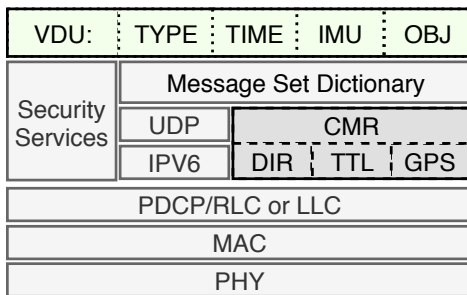 VDU: TYPE TIME IMU OBJ
Message Set Dictionary
Security
Services
UDP CMR
IPV6 DIR TTL GPS
PDCP/RLC or LLC
MAC
PHY